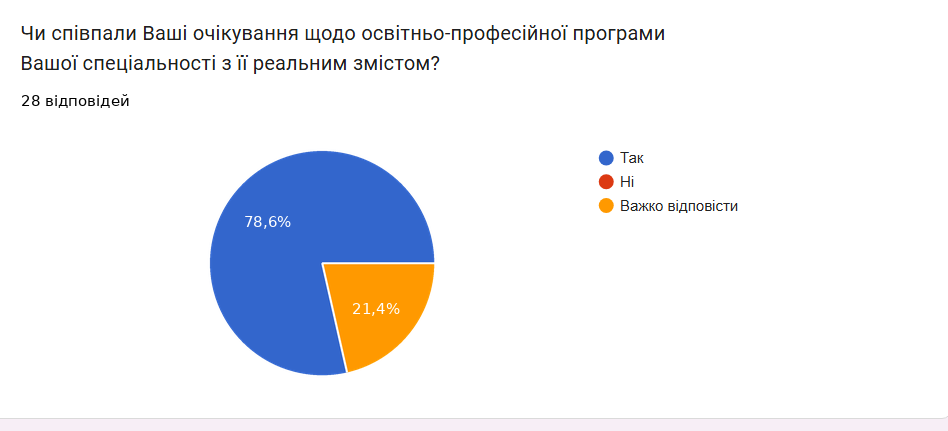 Чи співпали Ваші очікування щодо освітньо-професійної програми
Вашої спеціальності з її реальним змістом?
28 відповідей
Так
Ні
Важко відповісти
78,6%
21,4%